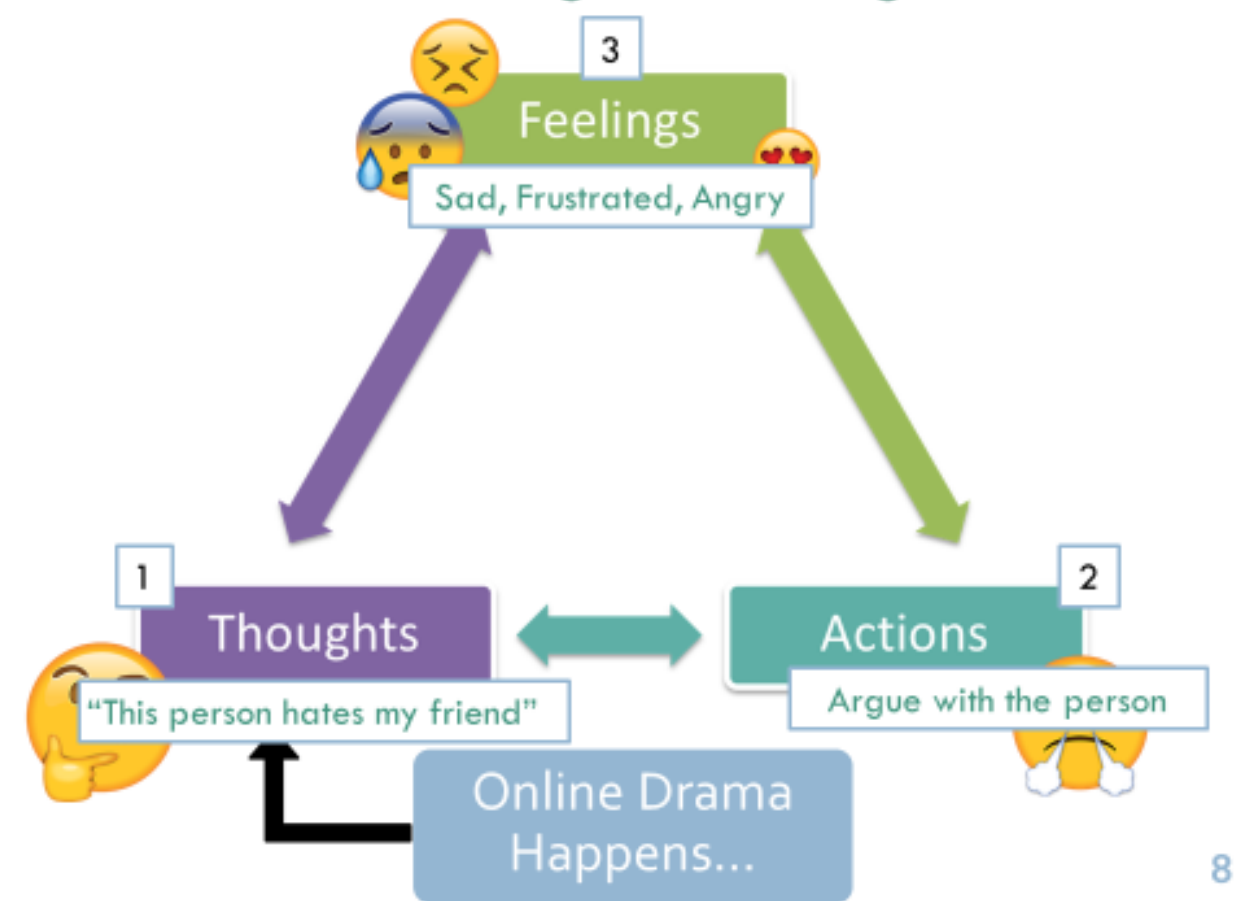 3
Feelings
Sad, Frustrated, Angry
1
Thoughts
“This person hates my friend”
2
Actions
Argue with the person
Online Drama
Happens...
8